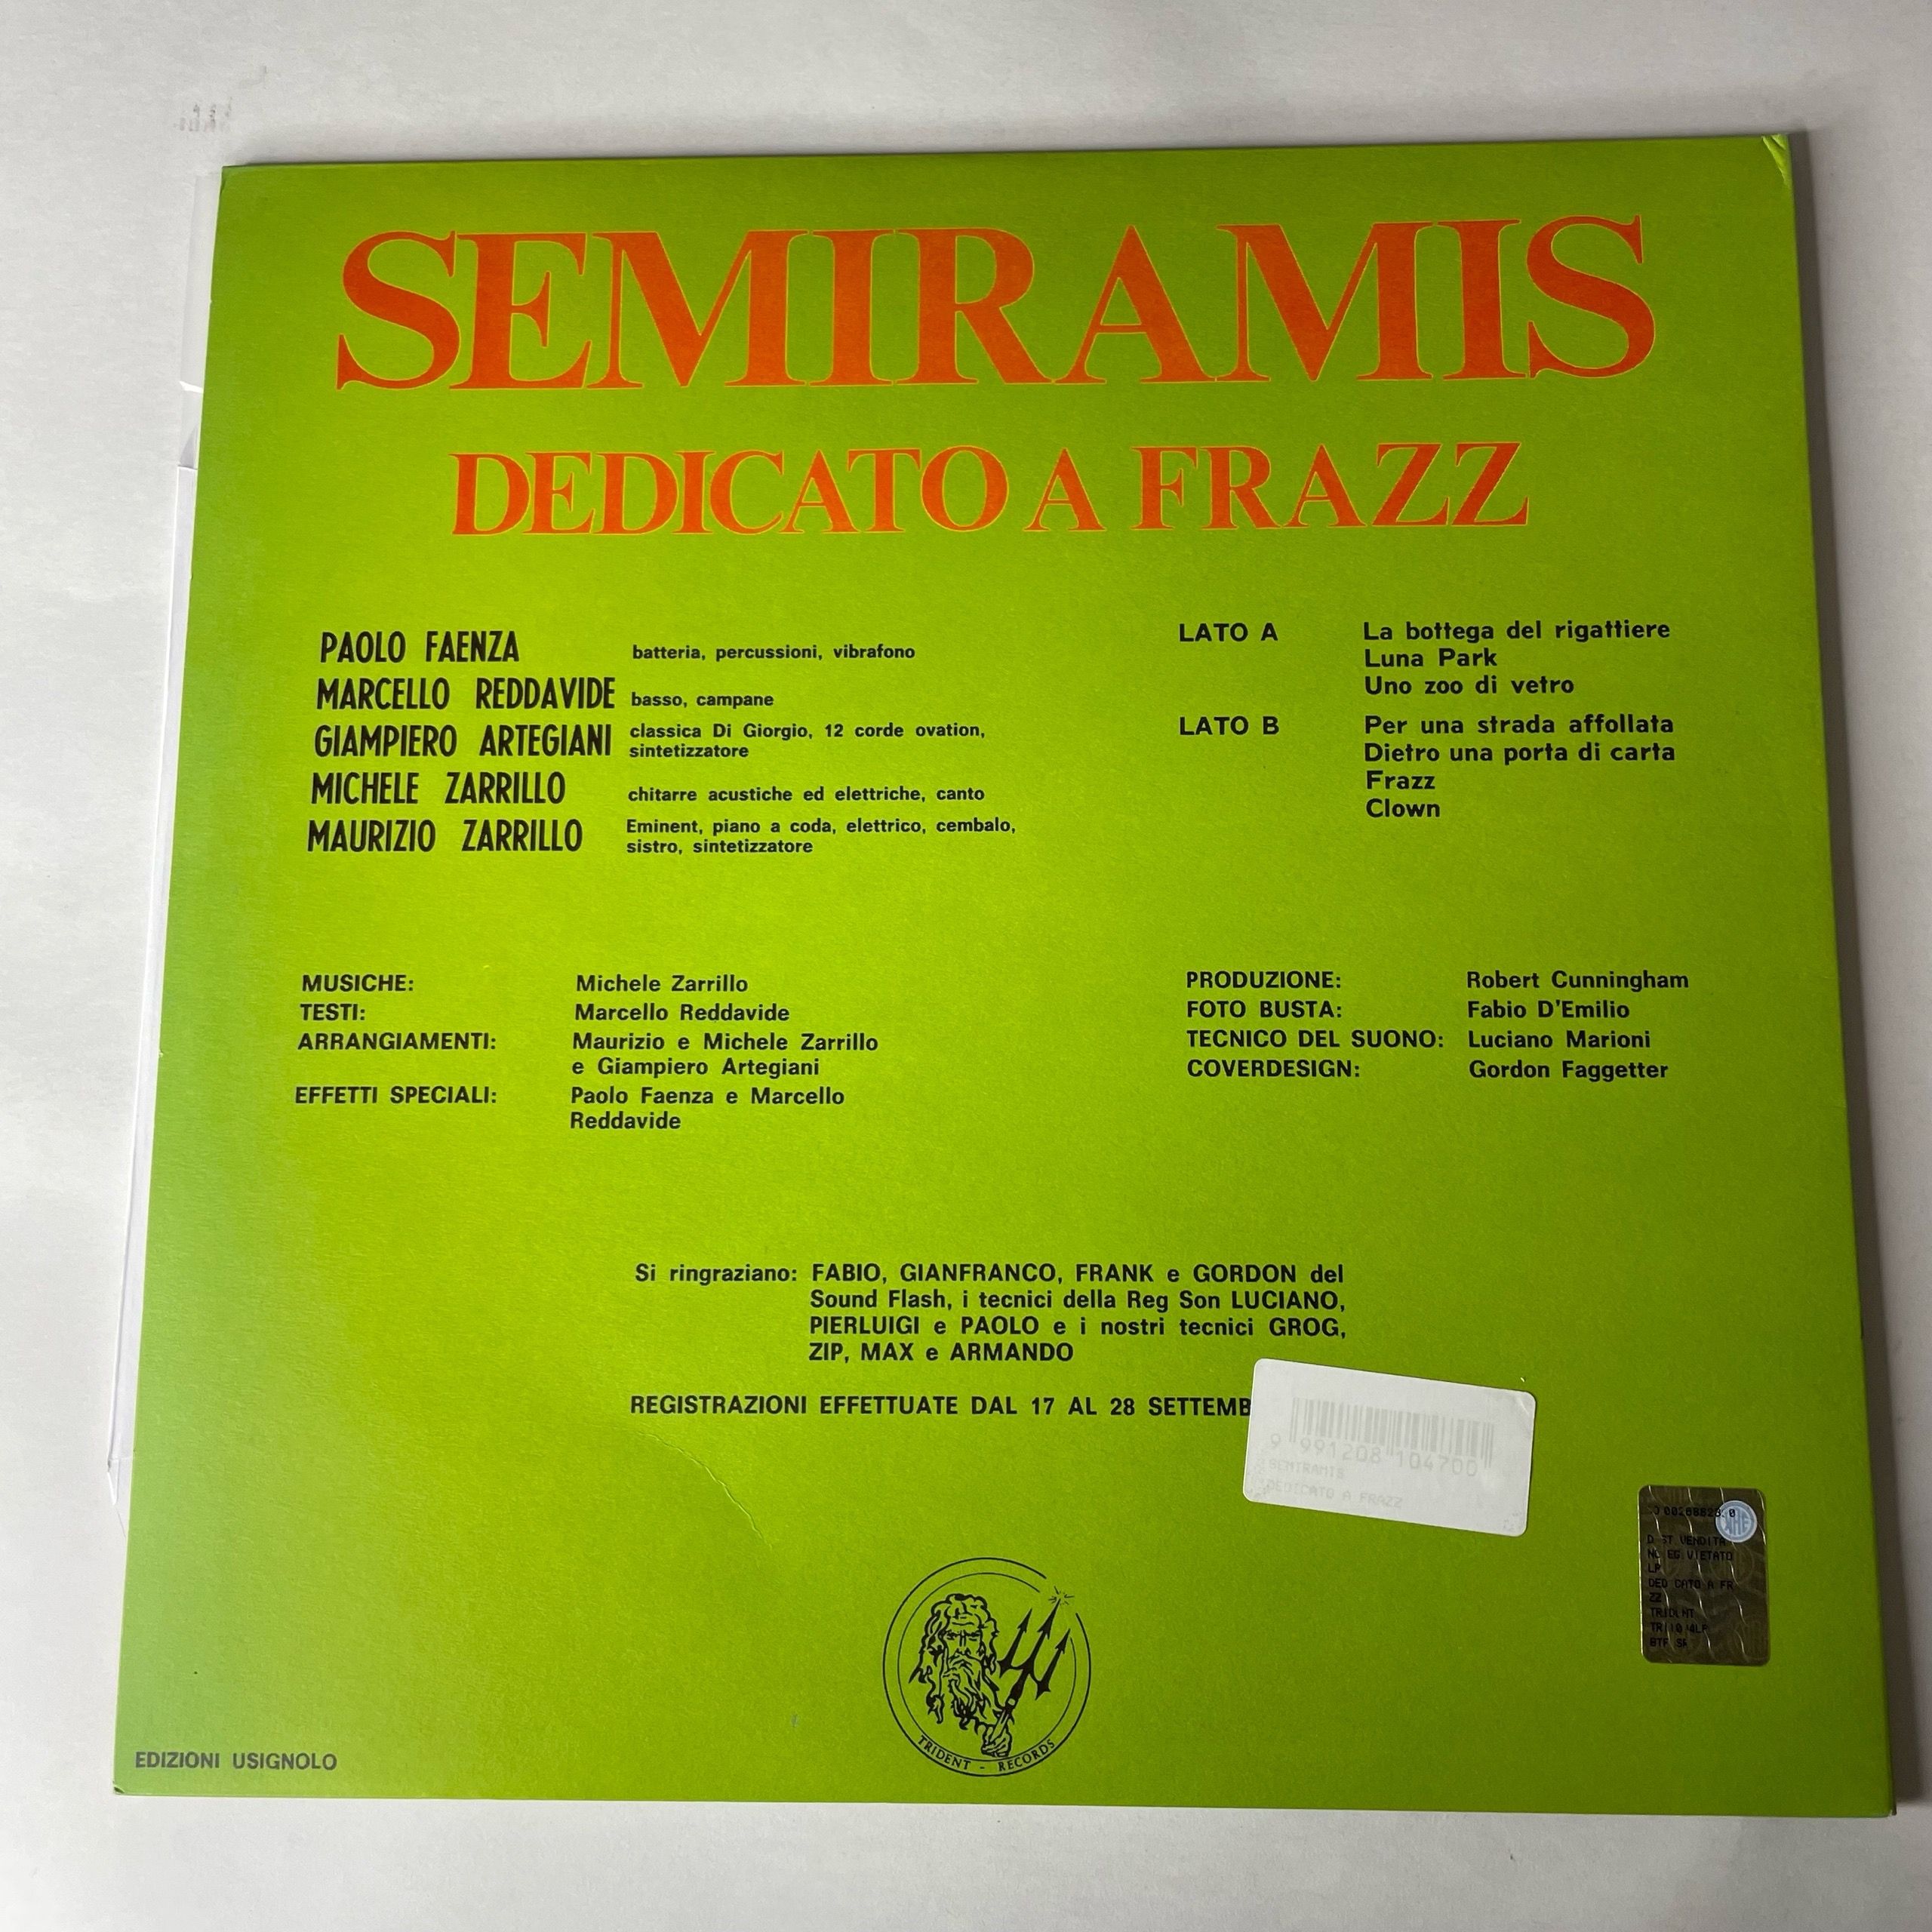 SEMIRAMIS
DEDICATO A FRAZZ
PAOLO FAENZA batteria, percussioni, vibrafono
MARCELLO REDDAVIDE basso, campane
GIAMPIERO ARTEGIANI classica Di Giorgio, 12 corde ovation,
sintetizzatore
MICHELE ZARRILLO chitarre acustiche ed elettriche, canto
MAURIZIO ZARRILLO Eminent, piano a coda, elettrico, cembalo,
sistro, sintetizzatore
LATO A La bottega del rigattiere
Luna Park
Uno zoo di vetro
LATO B Per una strada affollata
Dietro una porta di carta
Frazz
Clown
MUSICHE: Michele Zarrillo
TESTI: Marcello Reddavide
ARRANGIAMENTI: Maurizio e Michele Zarrillo
e Giampiero Artegiani
EFFETTI SPECIALI: Paolo Faenza e Marcello
Reddavide
PRODUZIONE: Robert Cunningham
FOTO BUSTA: Fabio D'Emilio
TECNICO DEL SUONO: Luciano Marioni
COVERDESIGN: Gordon Faggetter
Si ringraziano: FABIO, GIANFRANCO, FRANK e GORDON del
Sound Flash, i tecnici della Reg Son LUCIANO,
PIERLUIGI e PAOLO e i nostri tecnici GROG,
ZIP, MAX e ARMANDO
REGISTRAZIONI EFFETTUATE DAL 17 AL 28 SETTEMB
9 991208 104700
SEMIRAMIS
DEDICATO A FRAZZ
VENDITA
VIETATO
LP
TRIDENT - RECORDS
EDIZIONI USIGNOLO